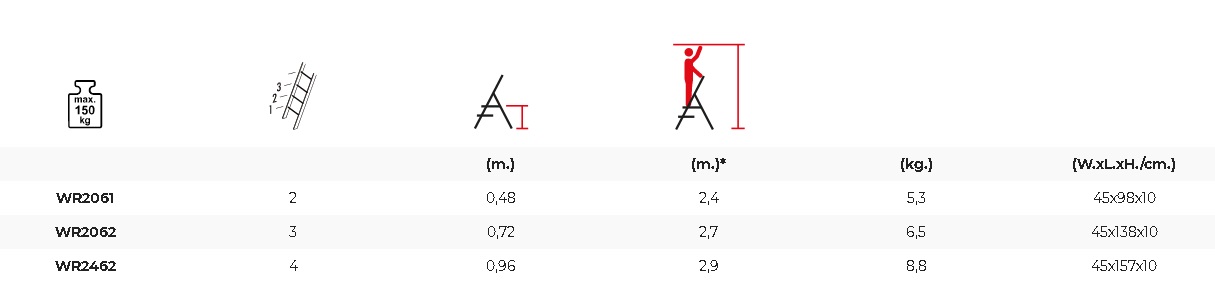 max.
150
kg
3
2
1
(m.) (m.)* (kg.) (W.xL.xH./cm.)
WR2061 2 0,48 2,4 5,3 45x98x10
WR2062 3 0,72 2,7 6,5 45x138x10
WR2462 4 0,96 2,9 8,8 45x157x10